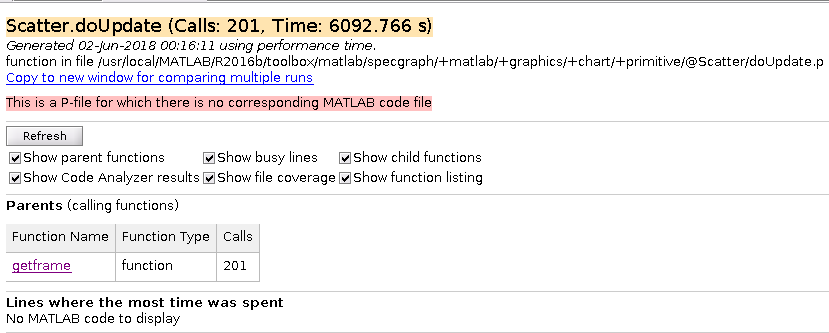 Scatter.doUpdate (Calls: 201, Time: 6092.766 s)
Generated 02-Jun-2018 00:16:11 using performance time.
function in file /usr/local/MATLAB/R2016b/toolbox/matlab/specgraph/+matlab/+graphics/+chart/+primitive/@Scatter/doUpdate.p
Copy to new window for comparing multiple runs
This is a P-file for which there is no corresponding MATLAB code file
Refresh
Show parent functions Show busy lines Show child functions
Show Code Analyzer results Show file coverage Show function listing
Parents (calling functions)
Function Name Function Type Calls
getframe function 201
Lines where the most time was spent
No MATLAB code to display